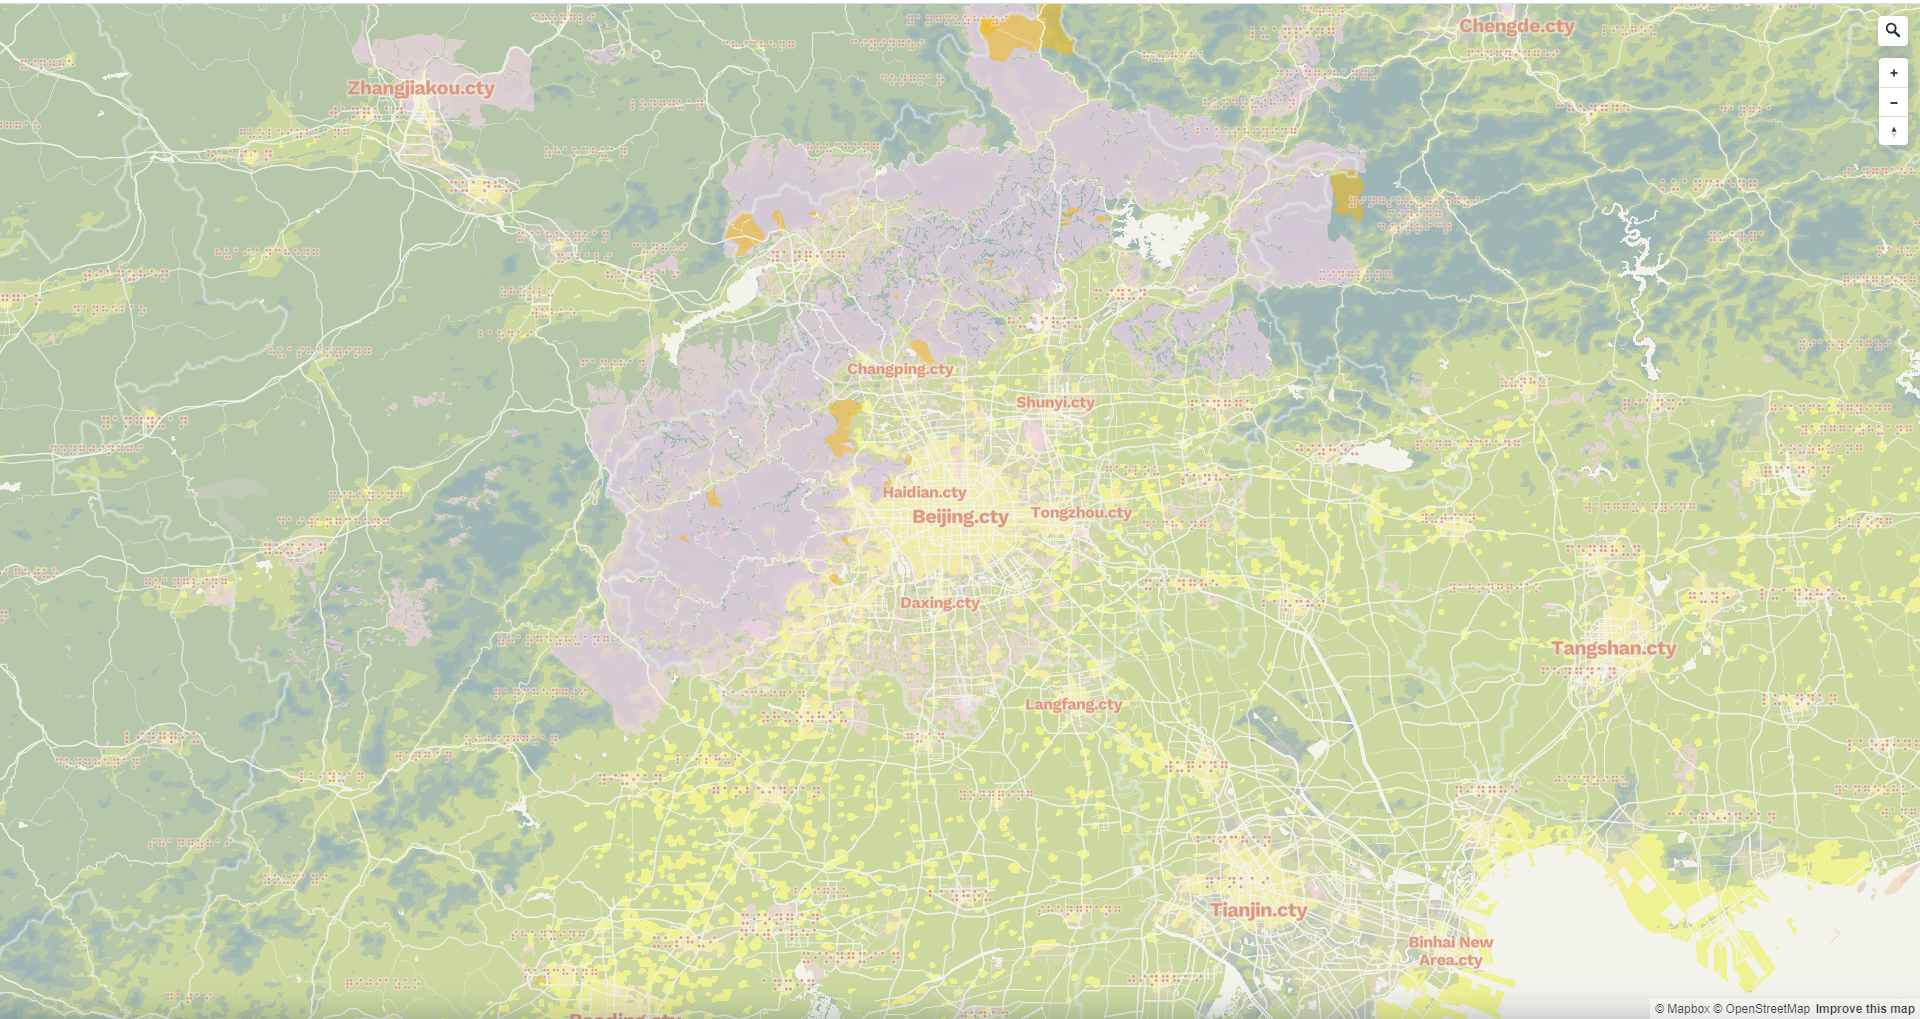 Chengde.cty
Zhangjiakou.cty
Changping.cty
Shunyi.cty
Haidian.cty
Beijing.cty
Tongzhou.cty
Daxing.cty
Tangshan.cty
Langfang.cty
Tianjin.cty
Binhai New
Area.cty
© Mapbox © OpenStreetMap Improve this map